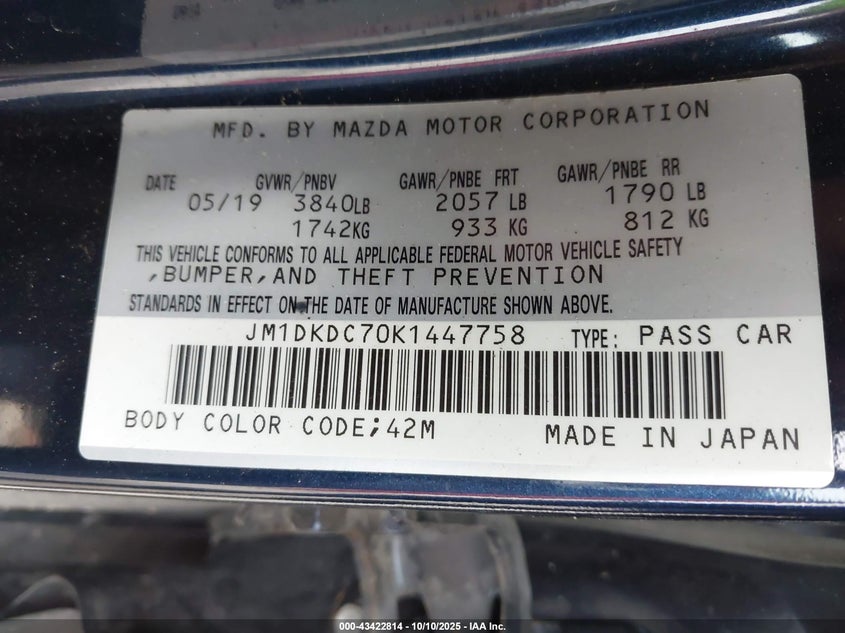 MFD. BY MAZDA MOTOR CORPORATION
DATE GVWR/PNBV GAWR/PNBE FRT GAWR/PNBE RR
05/19 3840LB 2057 LB 1790 LB
1742KG 933 KG 812 KG
THIS VEHICLE CONFORMS TO ALL APPLICABLE FEDERAL MOTOR VEHICLE SAFETY
,BUMPER,AND THEFT PREVENTION
STANDARDS IN EFFECT ON THE DATE OF MANUFACTURE SHOWN ABOVE.
JM1DKDC70K1447758 TYPE: PASS CAR
BODY COLOR CODE;42M MADE IN JAPAN
000-43422814 - 10/10/2025 - IAA Inc.